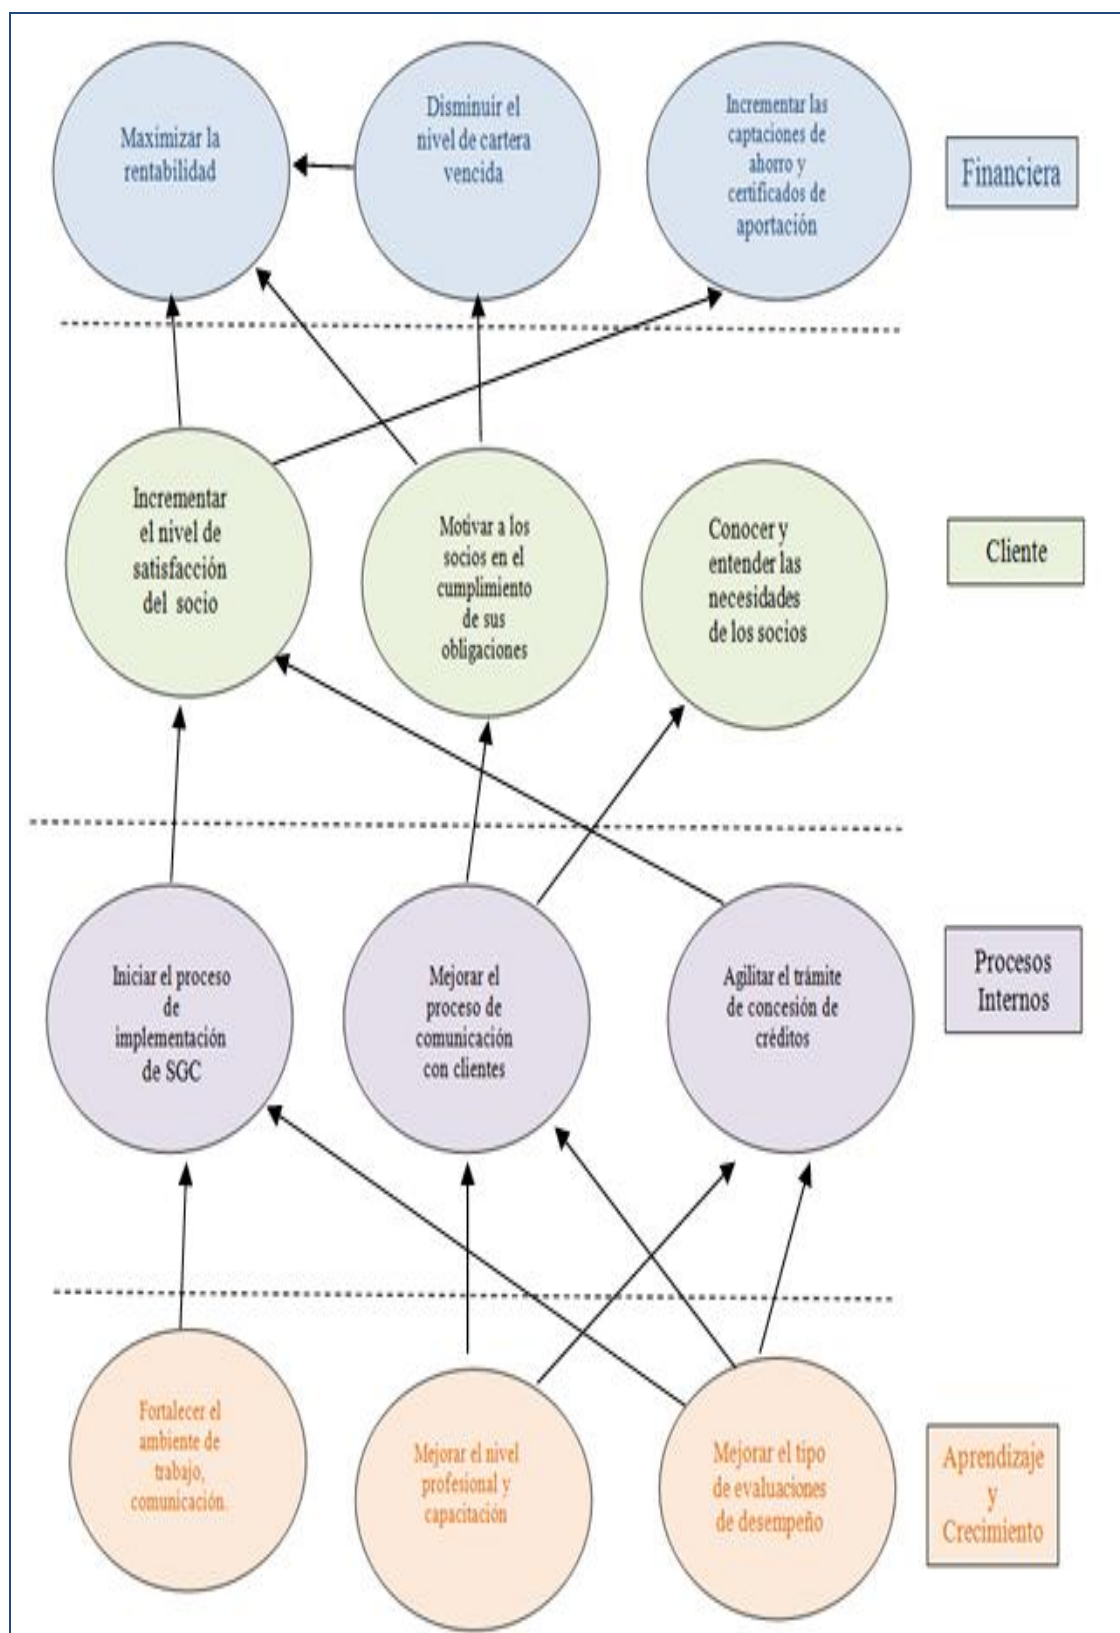 Maximizar la
rentabilidad
Disminuir el
nivel de cartera
vencida
Incrementar las
captaciones de
ahorro y
certificados de
aportación
Financiera
Incrementar
el nivel de
satisfacción
del socio
Motivar a los
socios en el
cumplimiento
de sus
obligaciones
Conocer y
entender las
necesidades
de los socios
Cliente
Iniciar el proceso
de
implementación
de SGC
Mejorar el
proceso de
comunicación
con clientes
Agilitar el trámite
de concesión de
créditos
Procesos
Internos
Fortalecer el
ambiente de
trabajo,
comunicación.
Mejorar el nivel
profesional y
capacitación
Mejorar el tipo
de evaluaciones
de desempeño
Aprendizaje
y
Crecimiento